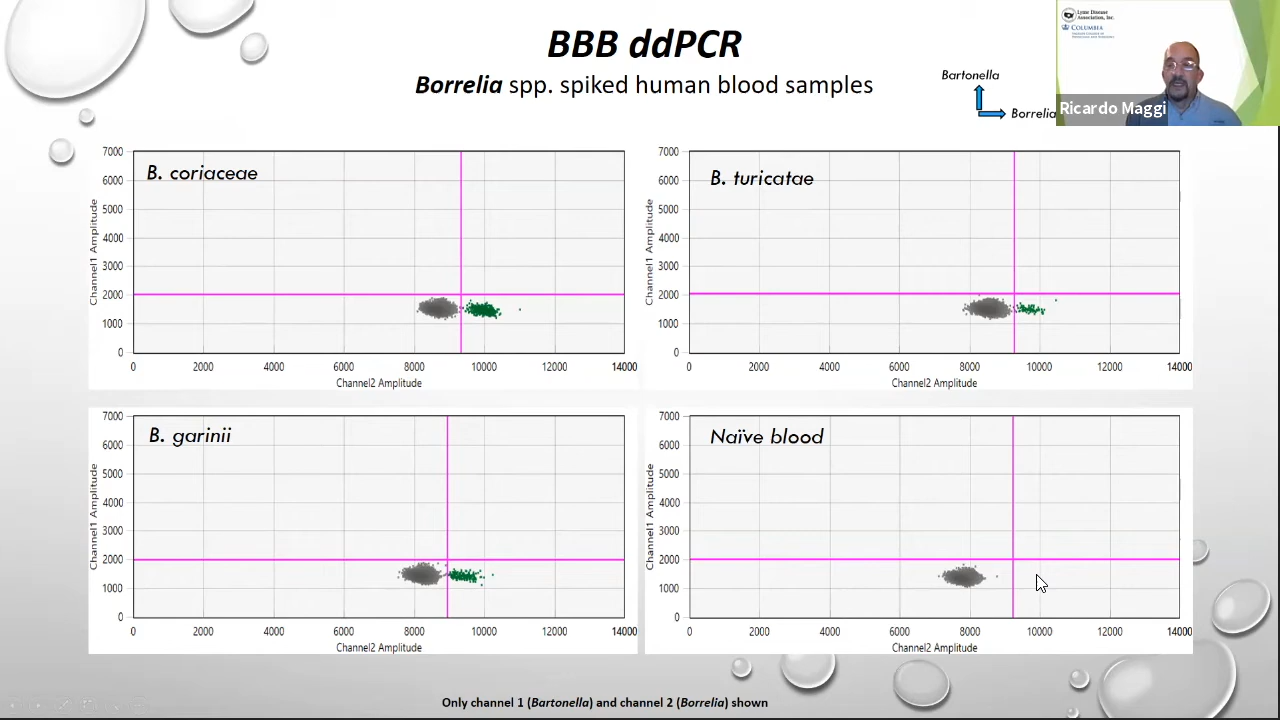 BBB ddPCR
Borrelia spp. spiked human blood samples
Bartonella
Borrelia
Lyme Disease
Association, Inc.
COLUMBIA
Ricardo Maggi
B. coriaceae
7000
6000
5000
4000
3000
2000
1000
0
Channel1 Amplitude
0 2000 4000 6000 8000 10000 12000 14000
Channel2 Amplitude
B. turicatae
7000
6000
5000
4000
3000
2000
1000
0
Channel1 Amplitude
0 2000 4000 6000 8000 10000 12000 14000
Channel2 Amplitude
B. garinii
7000
6000
5000
4000
3000
2000
1000
0
Channel1 Amplitude
0 2000 4000 6000 8000 10000 12000 14000
Channel2 Amplitude
Naïve blood
7000
6000
5000
4000
3000
2000
1000
0
Channel1 Amplitude
0 2000 4000 6000 8000 10000 12000 14000
Channel2 Amplitude
Only channel 1 (Bartonella) and channel 2 (Borrelia) shown